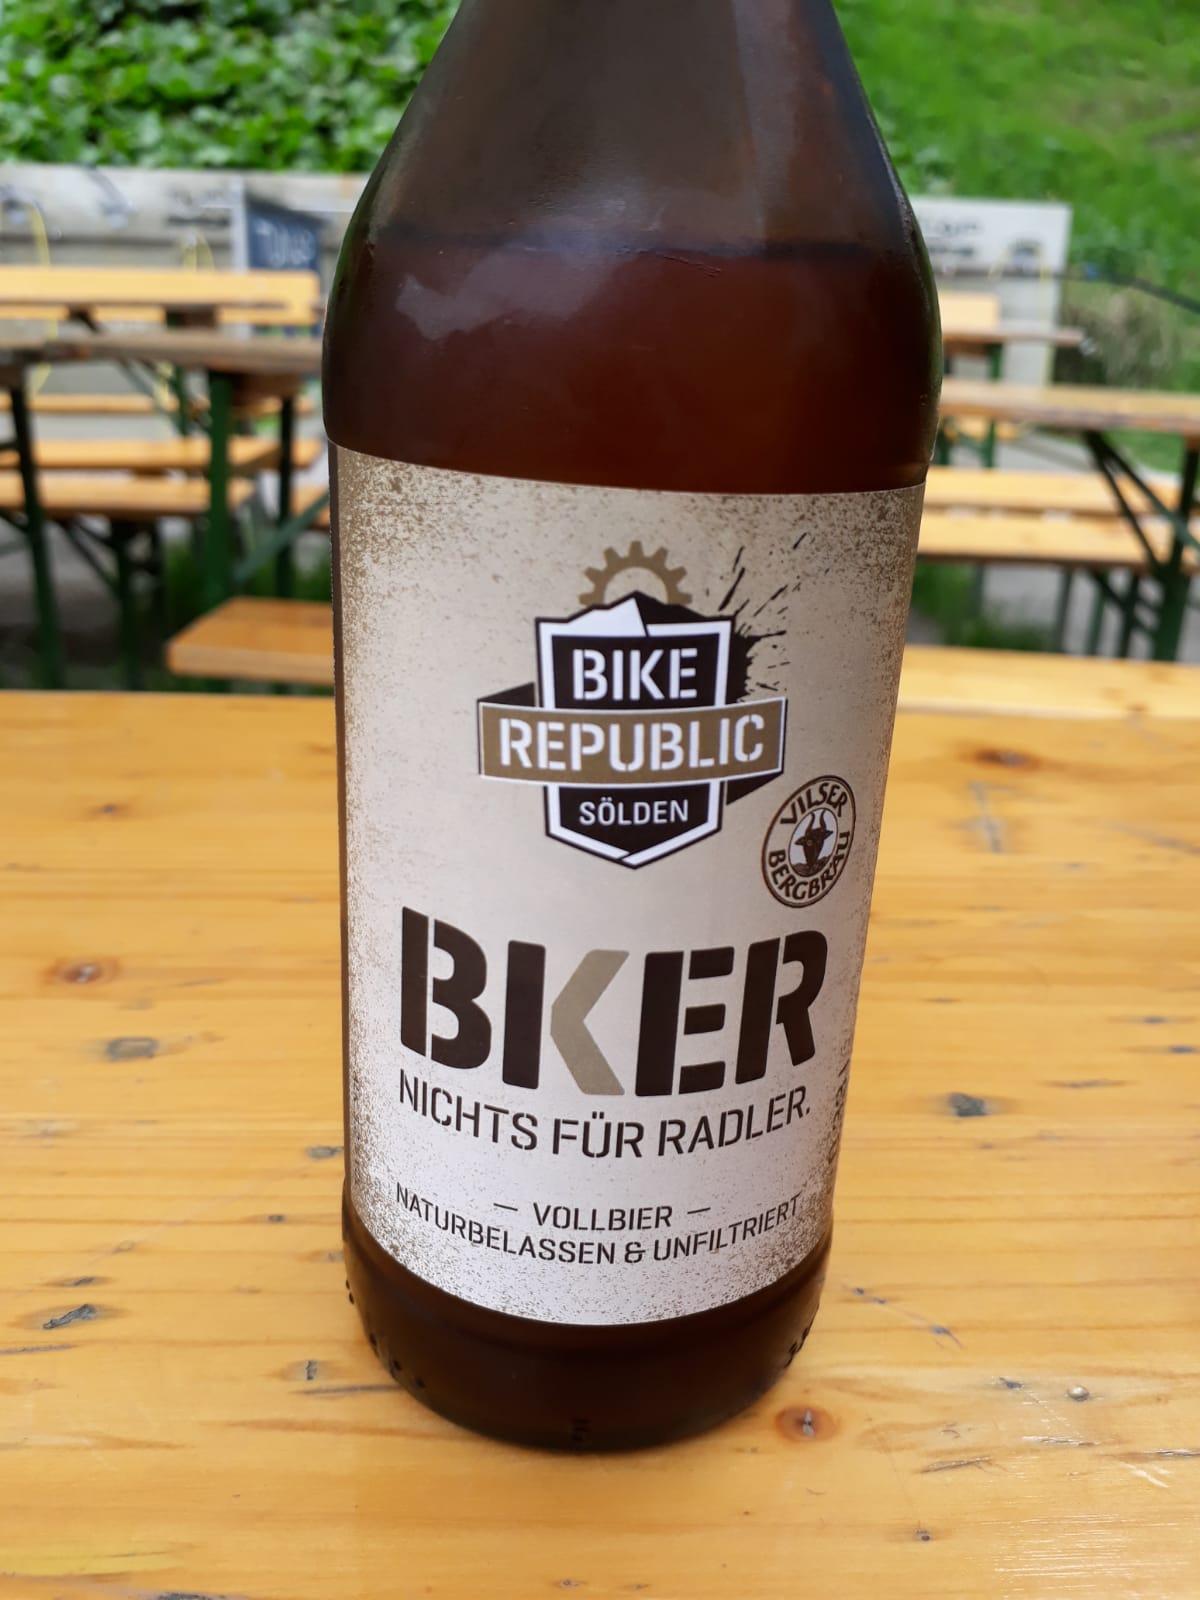 BIKE
REPUBLIC
SÖLDEN
VILSER
BERGBRÄU
BKER
NICHTS FÜR RADLER.
— VOLLBIER —
NATURBELASSEN & UNFILTRIERT